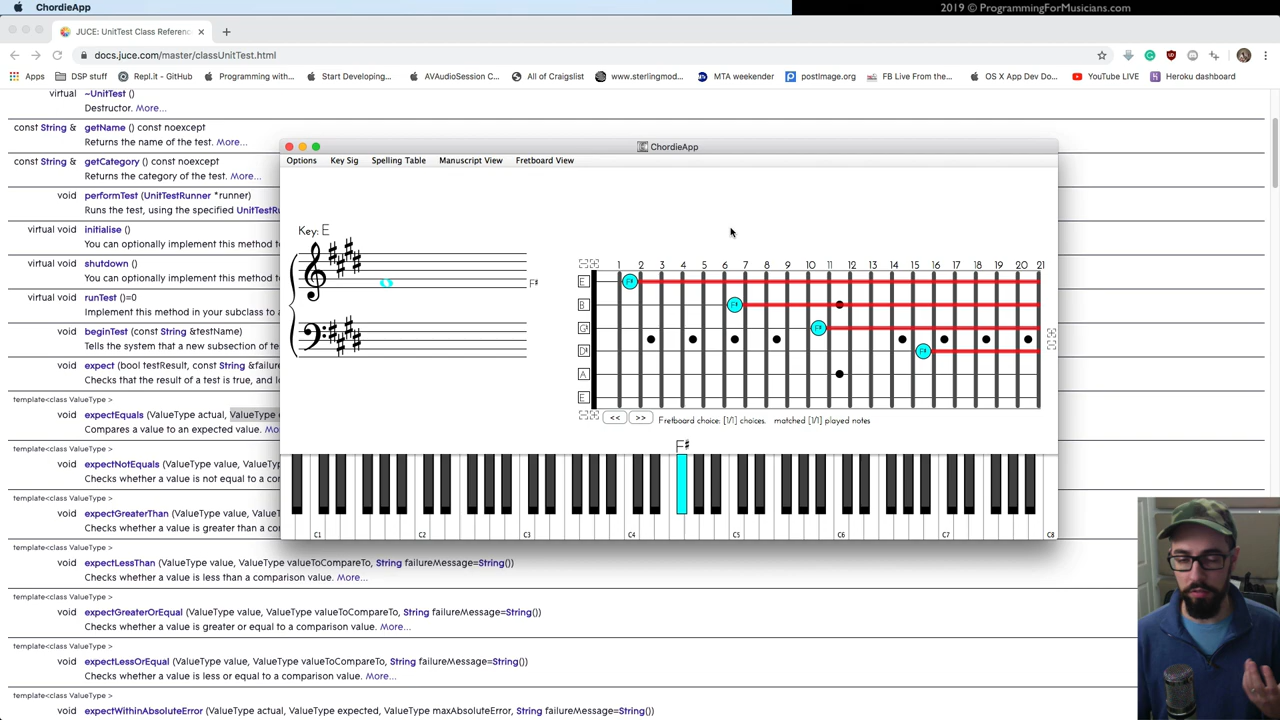 ChordieApp
2019 © ProgrammingForMusicians.com
JUCE: UnitTest Class Referenc
docs.juce.com/master/classUnitTest.html
Apps DSP stuff Repl.it - GitHub Programming with... Start Developing... AVAudioSession C... All of Craigslist www.sterlingmod... MTA weekender postimage.org FB Live From the... OS X App Dev Do... YouTube LIVE Heroku dashboard
virtual ~UnitTest ()
Destructor. More...
const String & getName () const noexcept
Returns the name of the test. More...
const String & getCategory () const noexcept
Returns the category of the test. More...
void performTest (UnitTestRunner *runner)
Runs the test, using the specified UnitTestR
virtual void initialise ()
You can optionally implement this method t
virtual void shutdown ()
You can optionally implement this method t
virtual void runTest ()=0
Implement this method in your subclass to
void beginTest (const String &testName)
Tells the system that a new subsection of te
void expect (bool testResult, const String &failure
Checks that the result of a test is true, and lo
template<class ValueType >
void expectEquals (ValueType actual, ValueType e
Compares a value to an expected value. Mo
template<class ValueType >
void expectNotEquals (ValueType value, ValueType
Checks whether a value is not equal to a co
template<class ValueType >
void expectGreaterThan (ValueType value, ValueTy
Checks whether a value is greater than a co
template<class ValueType >
void expectLessThan (ValueType value, ValueType valueToCompareTo, String failureMessage=String())
Checks whether a value is less than a comparison value. More...
template<class ValueType >
void expectGreaterOrEqual (ValueType value, ValueType valueToCompareTo, String failureMessage=String())
Checks whether a value is greater or equal to a comparison value. More...
template<class ValueType >
void expectLessOrEqual (ValueType value, ValueType valueToCompareTo, String failureMessage=String())
Checks whether a value is less or equal to a comparison value. More...
template<class ValueType >
void expectWithinAbsoluteError (ValueType actual, ValueType expected, ValueType maxAbsoluteError, String failureMessage=String())
ChordieApp
Options Key Sig Spelling Table Manuscript View Fretboard View
Key: E
F♯
1 2 3 4 5 6 7 8 9 10 11 12 13 14 15 16 17 18 19 20 21
E F♯
B F♯
G♯ F♯
D♯ F♯
A
E
<< >> Fretboard choice: [1/1] choices. matched [1/1] played notes
F♯
C1 C2 C3 C4 C5 C6 C7 C8